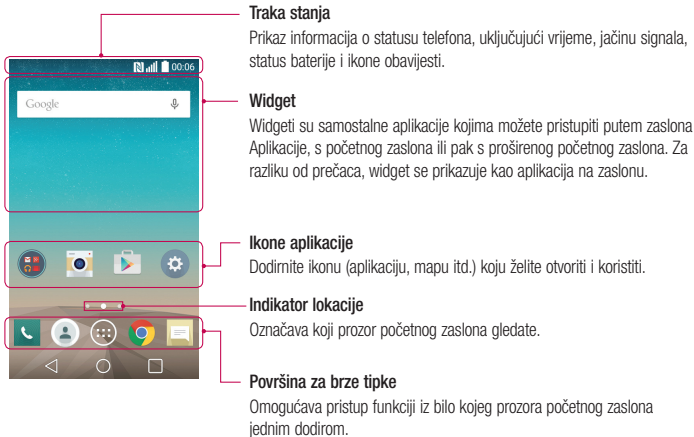 Traka stanja
Prikaz informacija o statusu telefona, uključujući vrijeme, jačinu signala,
status baterije i ikone obavijesti.
00:06
Google
Widget
Widgeti su samostalne aplikacije kojima možete pristupiti putem zaslona
Aplikacije, s početnog zaslona ili pak s proširenog početnog zaslona. Za
razliku od prečaca, widget se prikazuje kao aplikacija na zaslonu.
Ikone aplikacije
Dodirnite ikonu (aplikaciju, mapu itd.) koju želite otvoriti i koristiti.
Indikator lokacije
Označava koji prozor početnog zaslona gledate.
Površina za brze tipke
Omogućava pristup funkciji iz bilo kojeg prozora početnog zaslona
jednim dodirom.